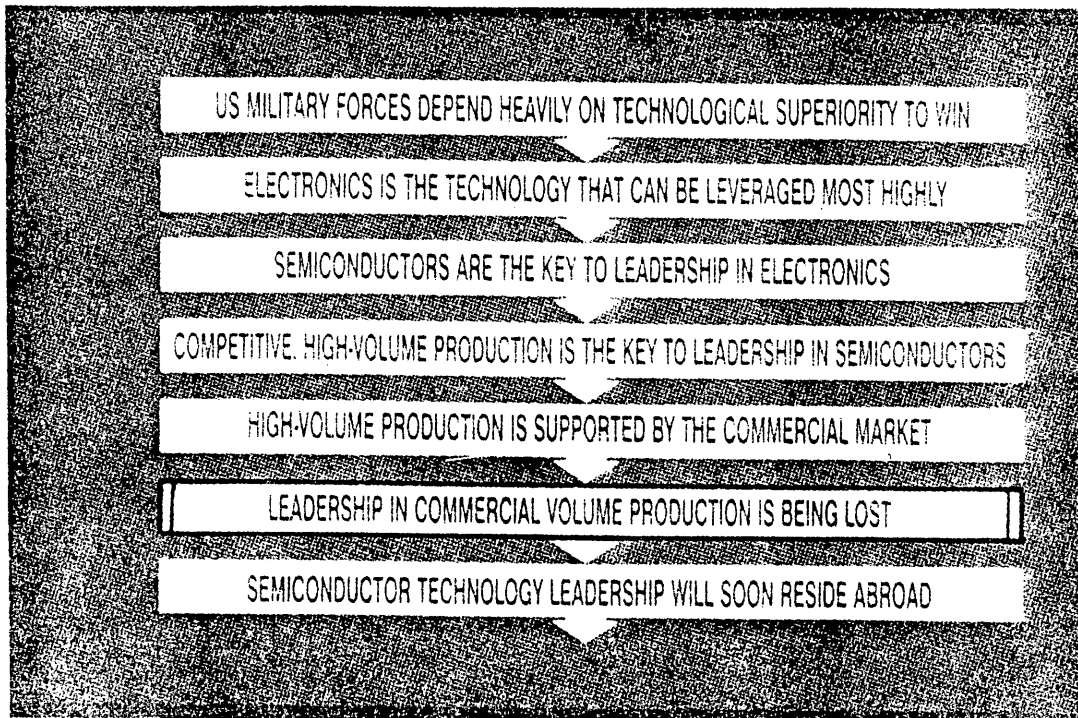 US MILITARY FORCES DEPEND HEAVILY ON TECHNOLOGICAL SUPERIORITY TO WIN
ELECTRONICS IS THE TECHNOLOGY THAT CAN BE LEVERAGED MOST HIGHLY
SEMICONDUCTORS ARE THE KEY TO LEADERSHIP IN ELECTRONICS
COMPETITIVE, HIGH-VOLUME PRODUCTION IS THE KEY TO LEADERSHIP IN SEMICONDUCTORS
HIGH-VOLUME PRODUCTION IS SUPPORTED BY THE COMMERCIAL MARKET
LEADERSHIP IN COMMERCIAL VOLUME PRODUCTION IS BEING LOST
SEMICONDUCTOR TECHNOLOGY LEADERSHIP WILL SOON RESIDE ABROAD